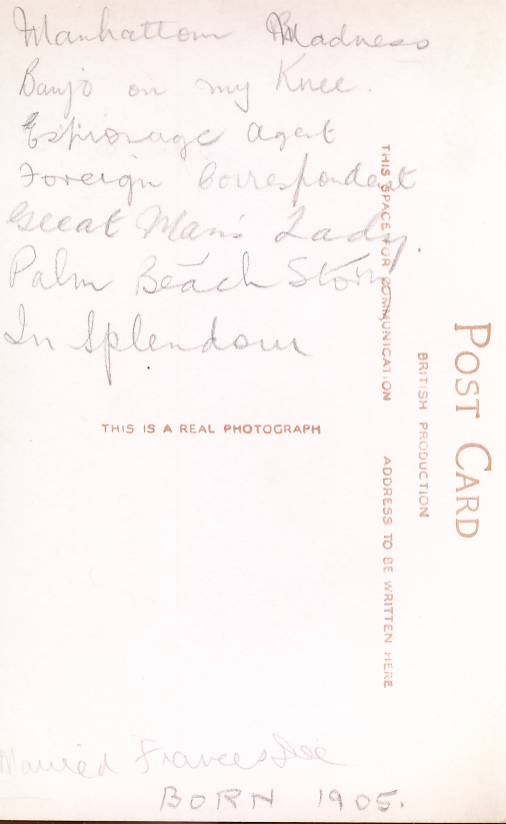 Manhattom Madness
Banjo on my Knee.
Espionage agent
Foreign Correspondent
Great Man's Lady.
Palm Beach Story
In Splendour
THIS IS A REAL PHOTOGRAPH
THIS SPACE FOR COMMUNICATION ADDRESS TO BE WRITTEN HERE
BRITISH PRODUCTION
POST CARD
Married Frances Dee
BORN 1905.